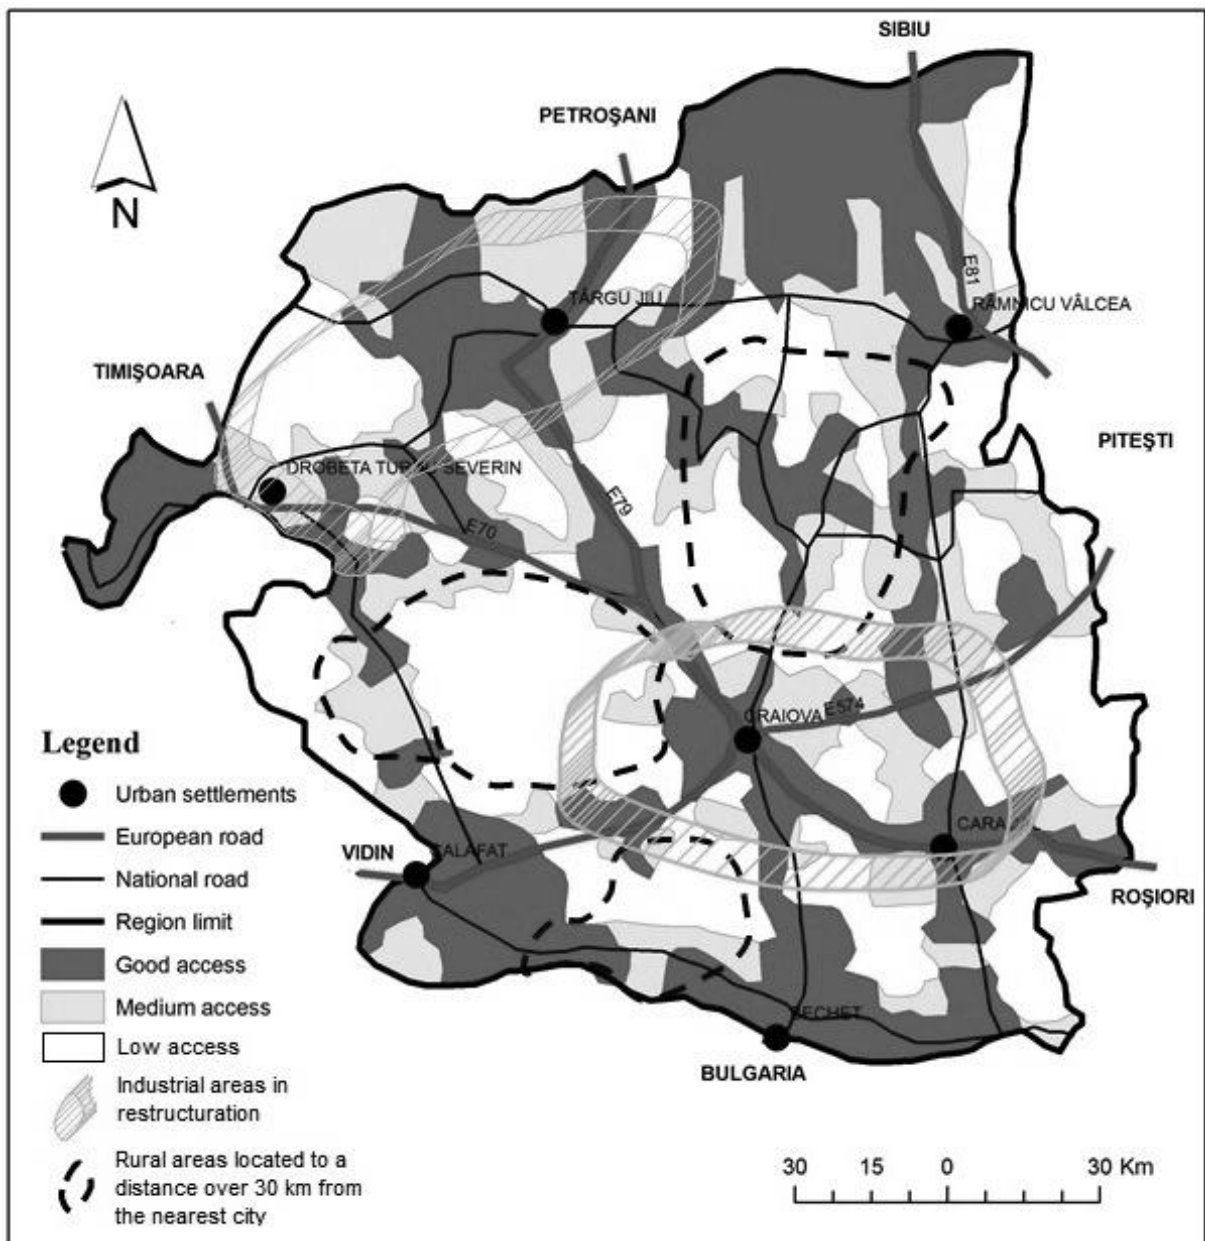 SIBIU
PETROŞANI
N
E81
TÂRGU JIU
RÂMNICU VÂLCEA
TIMIŞOARA
PITEŞTI
DROBETA TURNU SEVERIN
E79
E70
CRAIOVA
E574
Legend
Urban settlements
European road
National road
Region limit
Good access
Medium access
Low access
Industrial areas in
restructuration
Rural areas located to a
distance over 30 km from
the nearest city
CARA
VIDIN
CALAFAT
ROŞIORI
BECHET
BULGARIA
30 15 0 30 Km